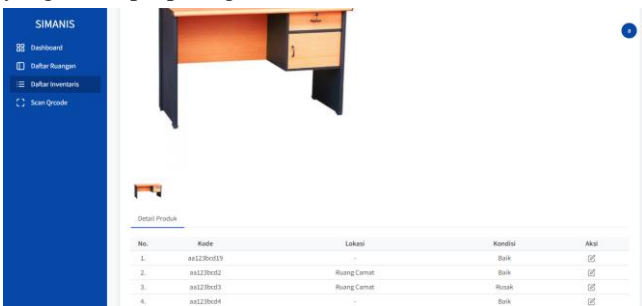 SIMANIS
a
Dashboard
Daftar Ruangan
Daftar Inventaris
Scan Qrcode
Detail Produk
No. Kode Lokasi Kondisi Aksi
1. aa123bcd19 - Baik
2. aa123bcd2 Ruang Camat Baik
3. aa123bcd3 Ruang Camat Rusak
4. aa123bcd4 - Baik